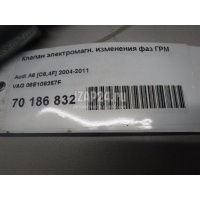 Клапан электромагн. изменения фаз ГРМ
Audi A6 [C6,4F] 2004-2011
VAG 06E109257F
70 186 832